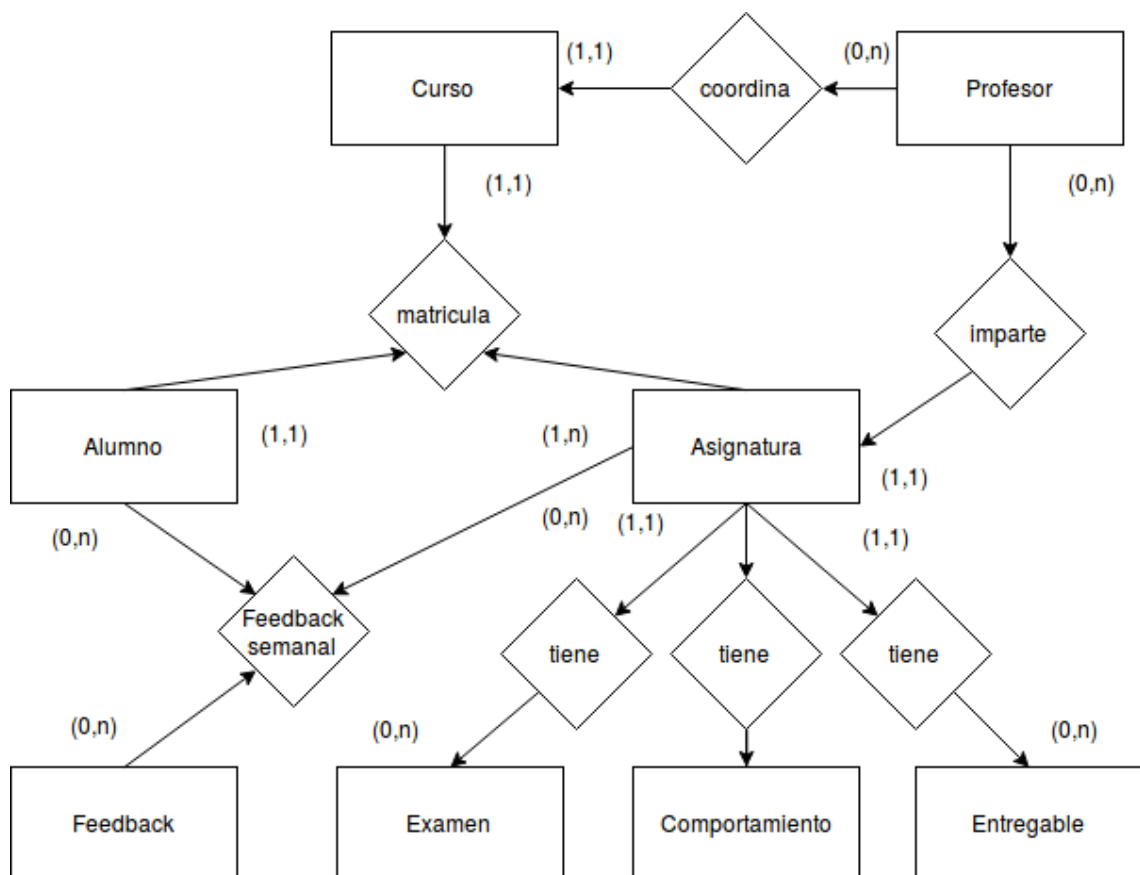 (1,1)
(0,n)
Curso
coordina
Profesor
(1,1)
(0,n)
matricula
imparte
(1,1)
(1,n)
Alumno
Asignatura
(1,1)
(0,n)
(0,n)
(1,1)
(1,1)
Feedback
semanal
tiene
tiene
tiene
(0,n)
(0,n)
(0,n)
Feedback
Examen
Comportamiento
Entregable